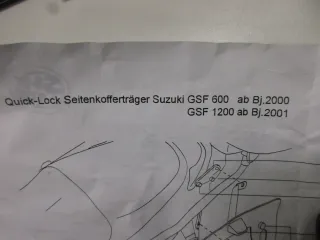 Quick-Lock Seitenkofferträger Suzuki GSF 600 ab Bj.2000
GSF 1200 ab Bj.2001